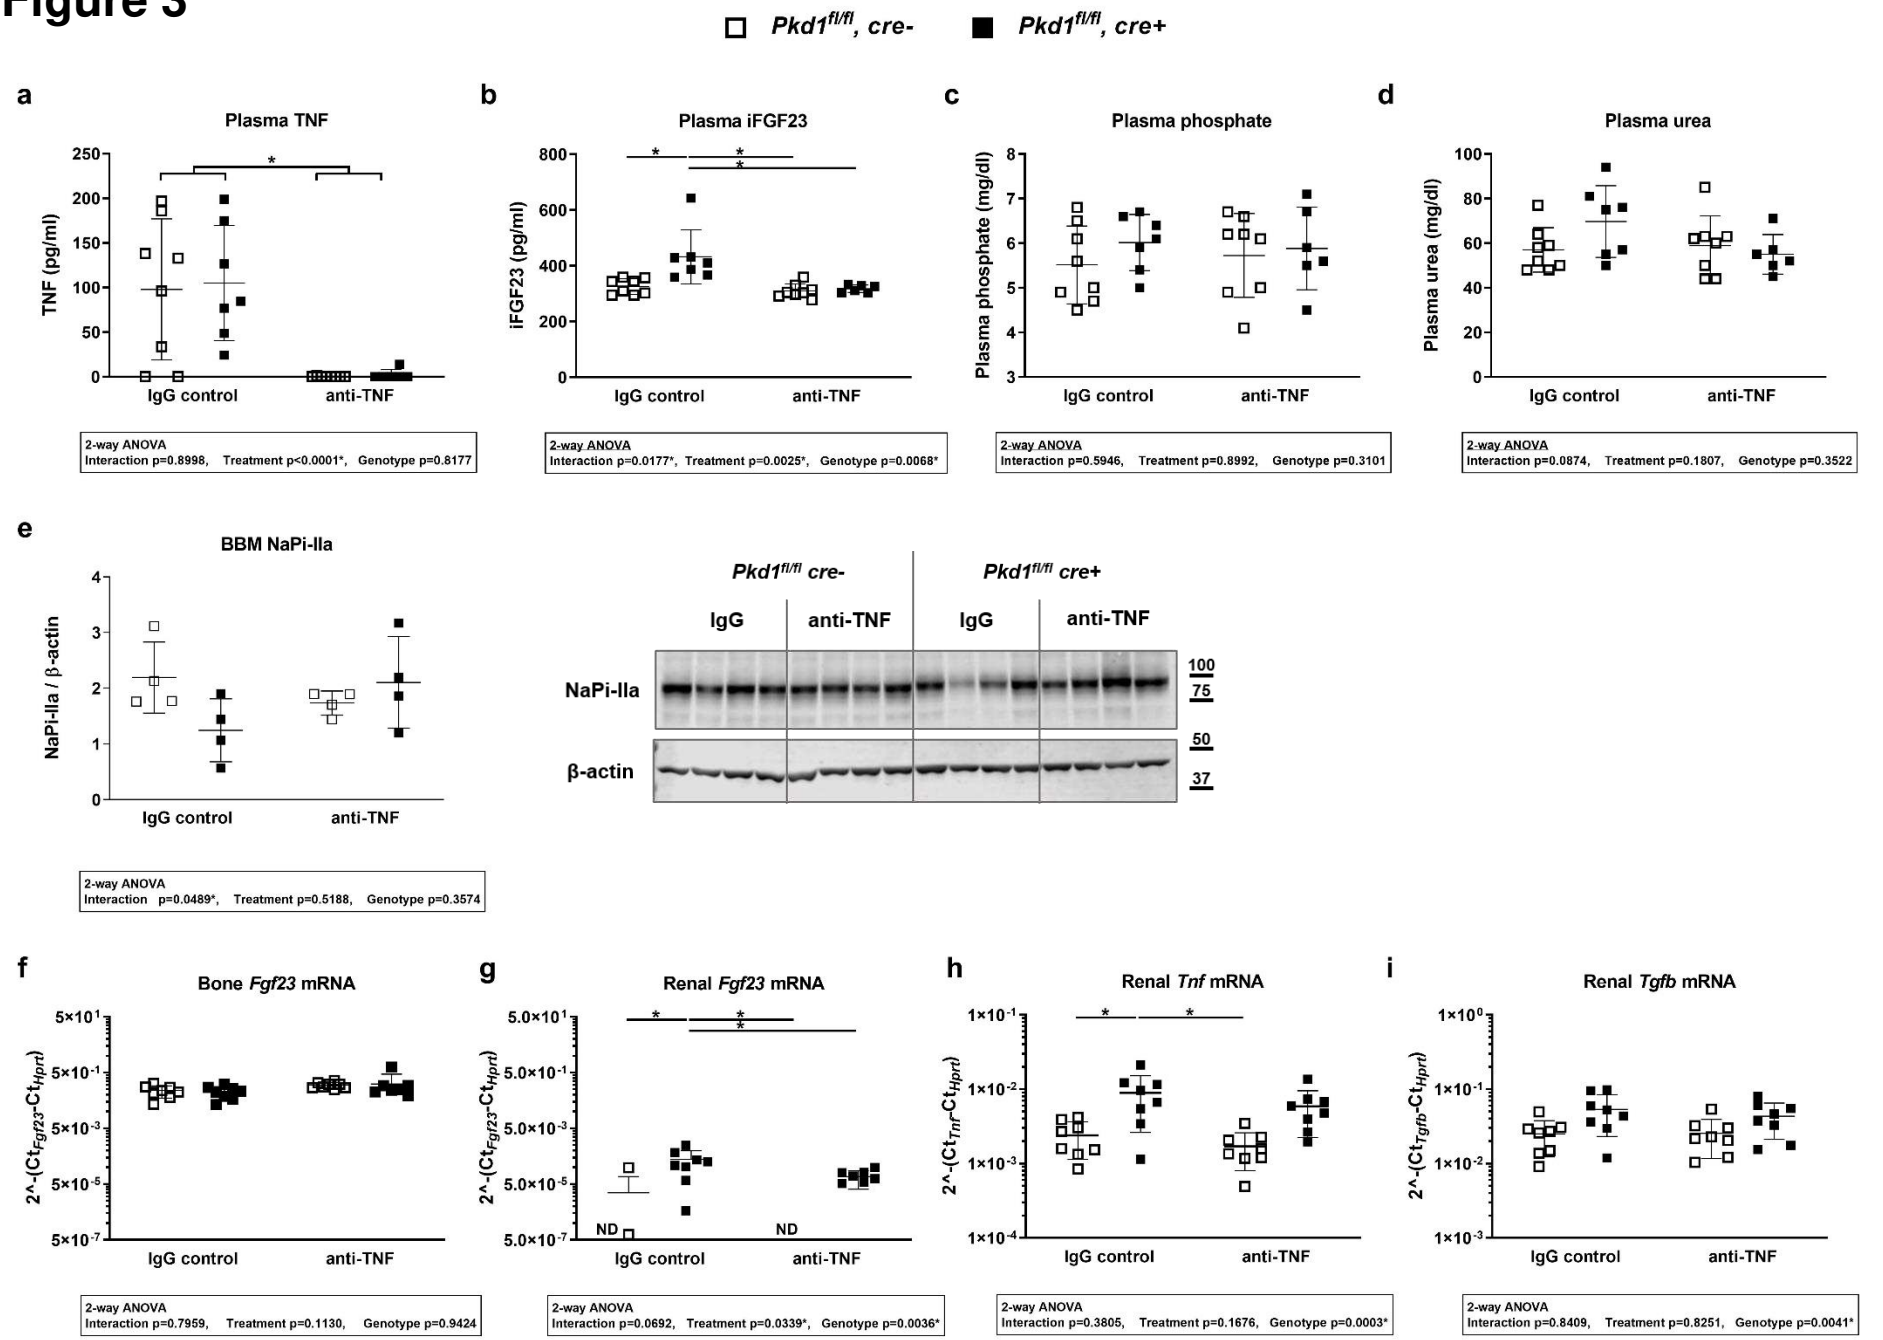 Figure 3
Pkd1fl/fl, cre-
Pkd1fl/fl, cre+
a
Plasma TNF
TNF (pg/ml)
250
200
150
100
50
0
*
IgG control
anti-TNF
2-way ANOVA
Interaction p=0.8998, Treatment p<0.0001*, Genotype p=0.8177
b
Plasma iFGF23
iFGF23 (pg/ml)
800
600
400
200
0
*
*
*
IgG control
anti-TNF
2-way ANOVA
Interaction p=0.0177*, Treatment p=0.0025*, Genotype p=0.0068*
c
Plasma phosphate
Plasma phosphate (mg/dl)
8
7
6
5
4
3
IgG control
anti-TNF
2-way ANOVA
Interaction p=0.5946, Treatment p=0.8992, Genotype p=0.3101
d
Plasma urea
Plasma urea (mg/dl)
100
80
60
40
20
0
IgG control
anti-TNF
2-way ANOVA
Interaction p=0.0874, Treatment p=0.1807, Genotype p=0.3522
e
BBM NaPi-IIa
NaPi-IIa / β-actin
4
3
2
1
0
IgG control
anti-TNF
2-way ANOVA
Interaction p=0.0489*, Treatment p=0.5188, Genotype p=0.3574
Pkd1fl/fl cre-
Pkd1fl/fl cre+
IgG
anti-TNF
IgG
anti-TNF
NaPi-IIa
100
75
β-actin
50
37
f
Bone Fgf23 mRNA
2^-(CtFgf23-CtHprt)
5×10¹
5×10⁻¹
5×10⁻³
5×10⁻⁵
5×10⁻⁷
IgG control
anti-TNF
2-way ANOVA
Interaction p=0.7959, Treatment p=0.1130, Genotype p=0.9424
g
Renal Fgf23 mRNA
2^-(CtFgf23-CtHprt)
5.0×10¹
5.0×10⁻¹
5.0×10⁻³
5.0×10⁻⁵
5.0×10⁻⁷
*
*
*
ND
ND
IgG control
anti-TNF
2-way ANOVA
Interaction p=0.0692, Treatment p=0.0339*, Genotype p=0.0036*
h
Renal Tnf mRNA
2^-(CtTnf-CtHprt)
1×10⁻¹
1×10⁻²
1×10⁻³
1×10⁻⁴
*
*
IgG control
anti-TNF
2-way ANOVA
Interaction p=0.3805, Treatment p=0.1676, Genotype p=0.0003*
i
Renal Tgfb mRNA
2^-(CtTgfb-CtHprt)
1×10⁰
1×10⁻¹
1×10⁻²
1×10⁻³
IgG control
anti-TNF
2-way ANOVA
Interaction p=0.8409, Treatment p=0.8251, Genotype p=0.0041*